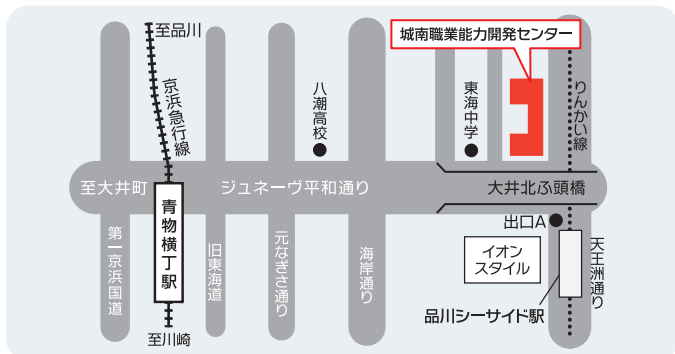 至品川
城南職業能力開発センター
京浜急行線
八潮高校
東海中学
りんかい線
至大井町
ジュネーヴ平和通り
大井北ふ頭橋
青物横丁駅
出口A
第一京浜国道
旧東海道
元なぎさ通り
海岸通り
イオン
スタイル
天王洲通り
品川シーサイド駅
至川崎